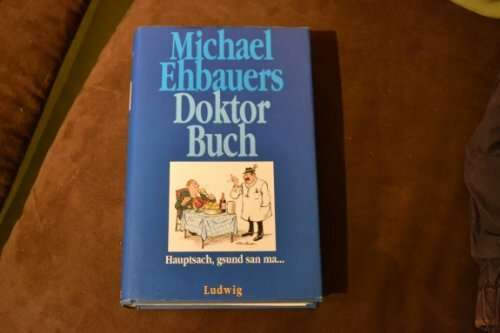 Michael
Ehbauers
Doktor
Buch
Hauptsach, gsund san ma...
Ludwig